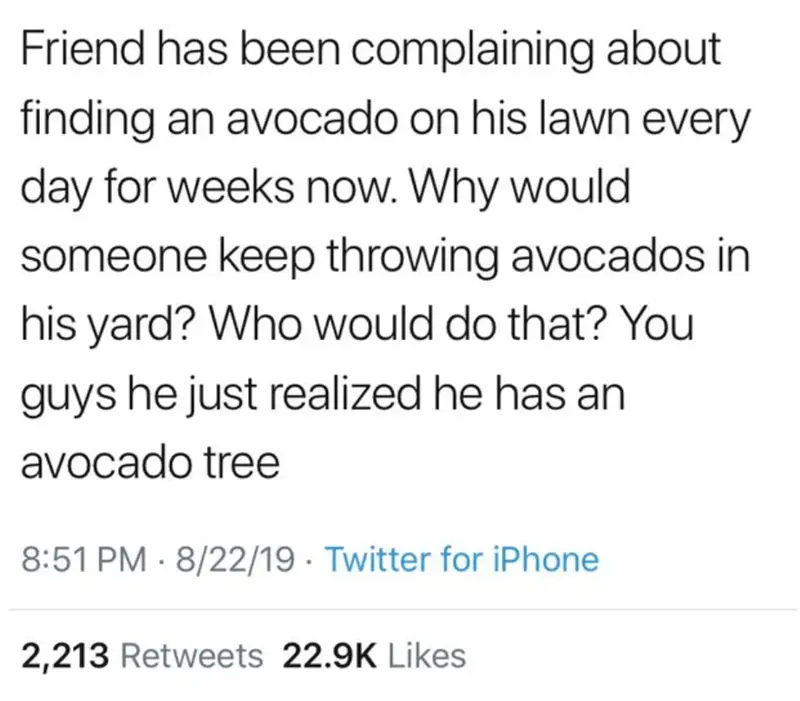 Friend has been complaining about
finding an avocado on his lawn every
day for weeks now. Why would
someone keep throwing avocados in
his yard? Who would do that? You
guys he just realized he has an
avocado tree
8:51 PM · 8/22/19 · Twitter for iPhone
2,213 Retweets 22.9K Likes